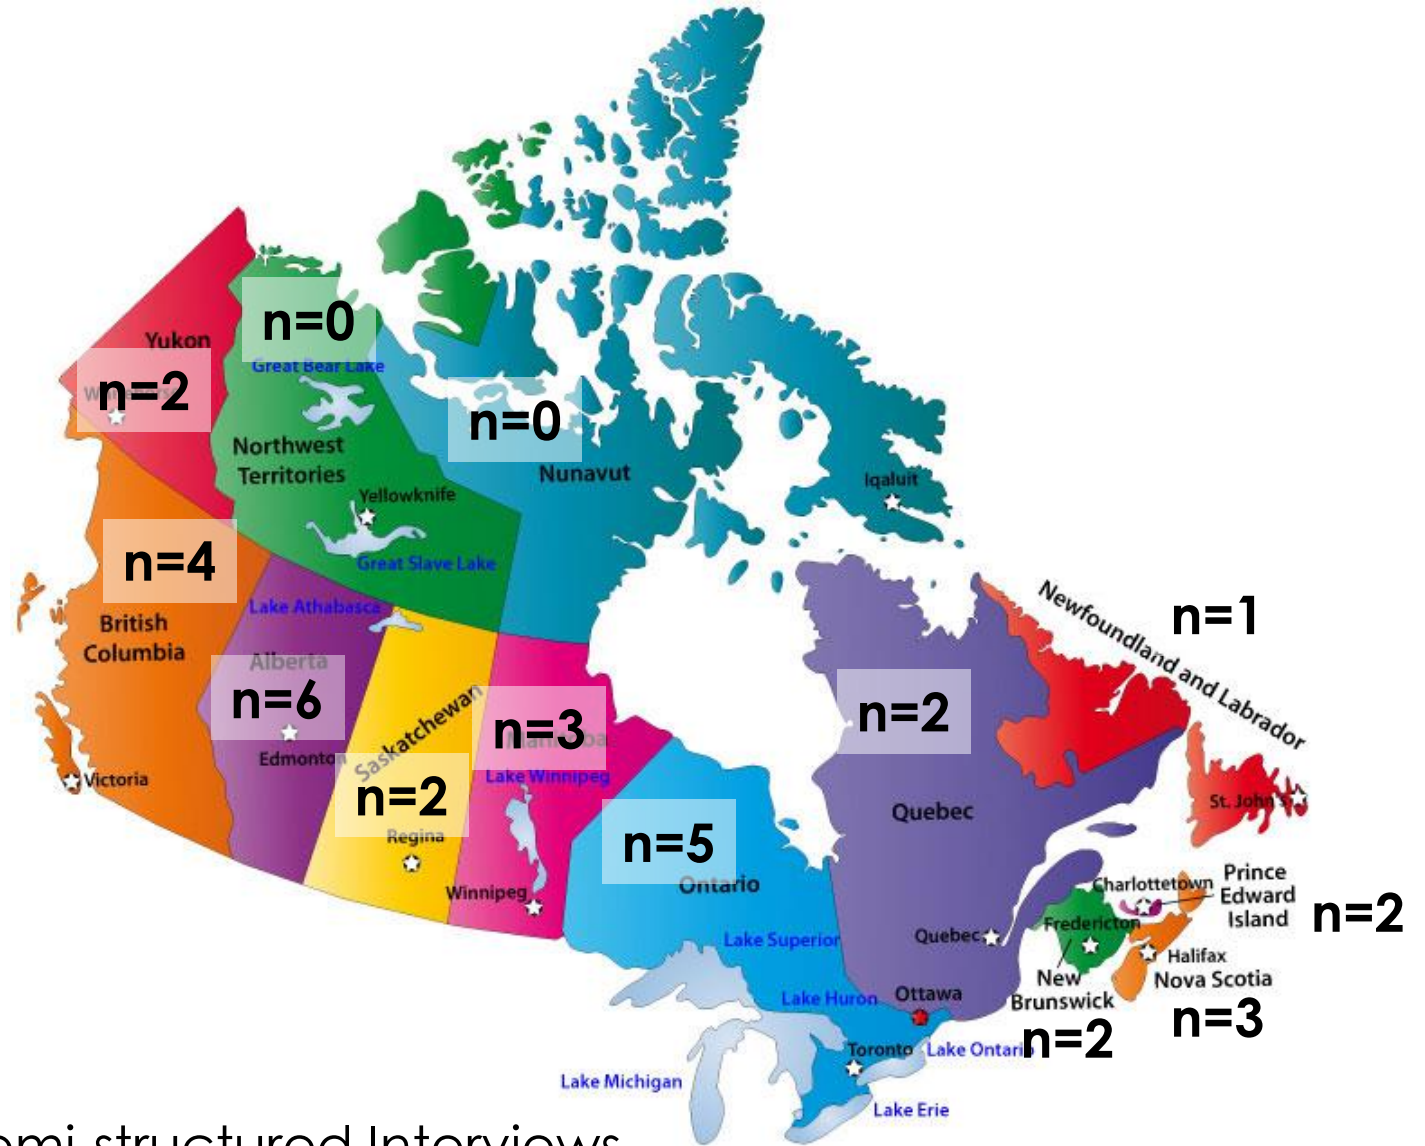 n=0
Yukon
Great Bear Lake
n=2
n=0
Northwest
Territories
Nunavut
Yellowknife
Iqaluit
n=4
Great Slave Lake
Lake Athabasca
British
Columbia
Newfoundland and Labrador
n=1
Alberta
n=6
Saskatchewan
n=3
Manitoba
n=2
Edmonton
Victoria
Lake Winnipeg
n=2
Regina
Quebec
St. John's
n=5
Ontario
Winnipeg
Charlottetown
Prince
Edward
Island
n=2
Fredericton
Lake Superior
Quebec
Halifax
New
Brunswick
Nova Scotia
Lake Huron
Ottawa
n=2
n=3
Toronto
Lake Ontario
Lake Michigan
Lake Erie
structured Interviews